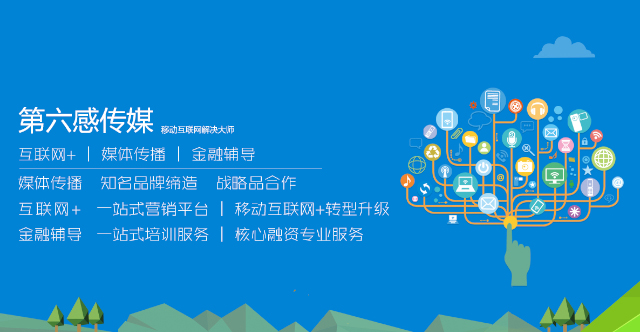 第六感传媒 移动互联网解决大师
互联网+ | 媒体传播 | 金融辅导
媒体传播 知名品牌缔造 战略品合作
互联网+ 一站式营销平台 | 移动互联网+转型升级
金融辅导 一站式培训服务 | 核心融资专业服务